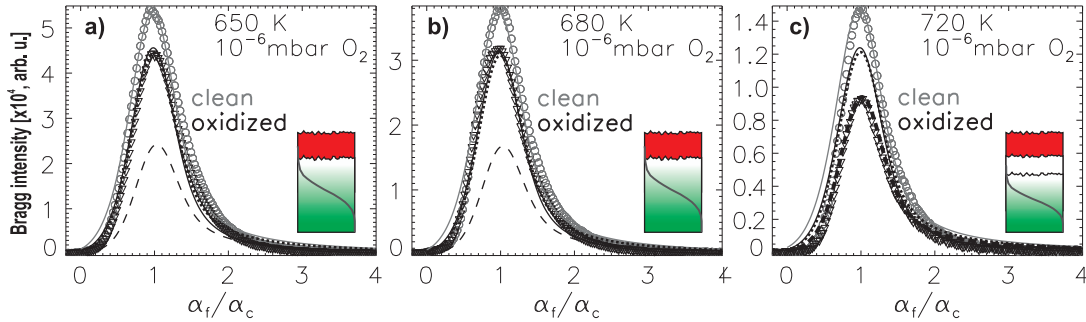 Bragg intensity [x10⁴, arb. u.]
a)
650 K
10⁻⁶mbar O₂
clean
oxidized
5
4
3
2
1
0
0 1 2 3 4
α_f/α_c
b)
680 K
10⁻⁶mbar O₂
clean
oxidized
3
2
1
0
0 1 2 3 4
α_f/α_c
c)
720 K
10⁻⁶mbar O₂
clean
oxidized
1.4
1.2
1.0
0.8
0.6
0.4
0.2
0 1 2 3 4
α_f/α_c